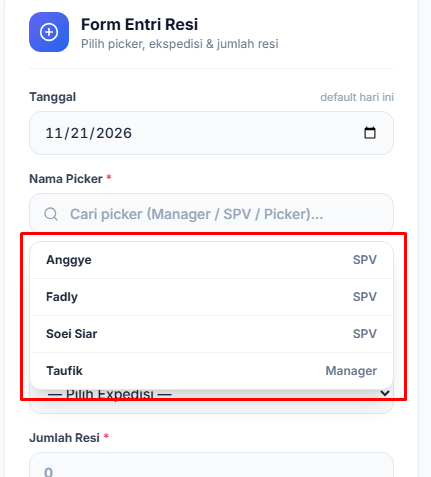 Form Entri Resi
Pilih picker, ekspedisi & jumlah resi
Tanggal default hari ini
11/21/2026
Nama Picker *
Cari picker (Manager / SPV / Picker)...
Anggye SPV
Fadly SPV
Soei Siar SPV
Taufik Manager
— Pilih Expedisi —
Jumlah Resi *
0